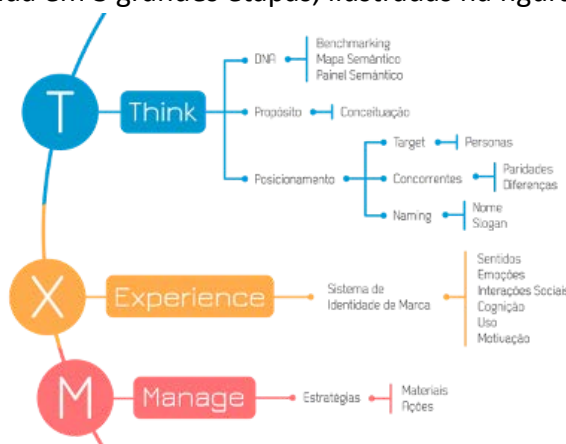 em 3 grandes etapas, ilustradas na figura
T
Think
DNA
Benchmarking
Mapa Semântico
Painel Semântico
Propósito
Conceituação
Posicionamento
Target
Personas
Concorrentes
Paridades
Diferenças
Naming
Nome
Slogan
X
Experience
Sistema de
Identidade de Marca
Sentidos
Emoções
Interações Sociais
Cognição
Uso
Motivação
M
Manage
Estratégias
Materiais
Ações